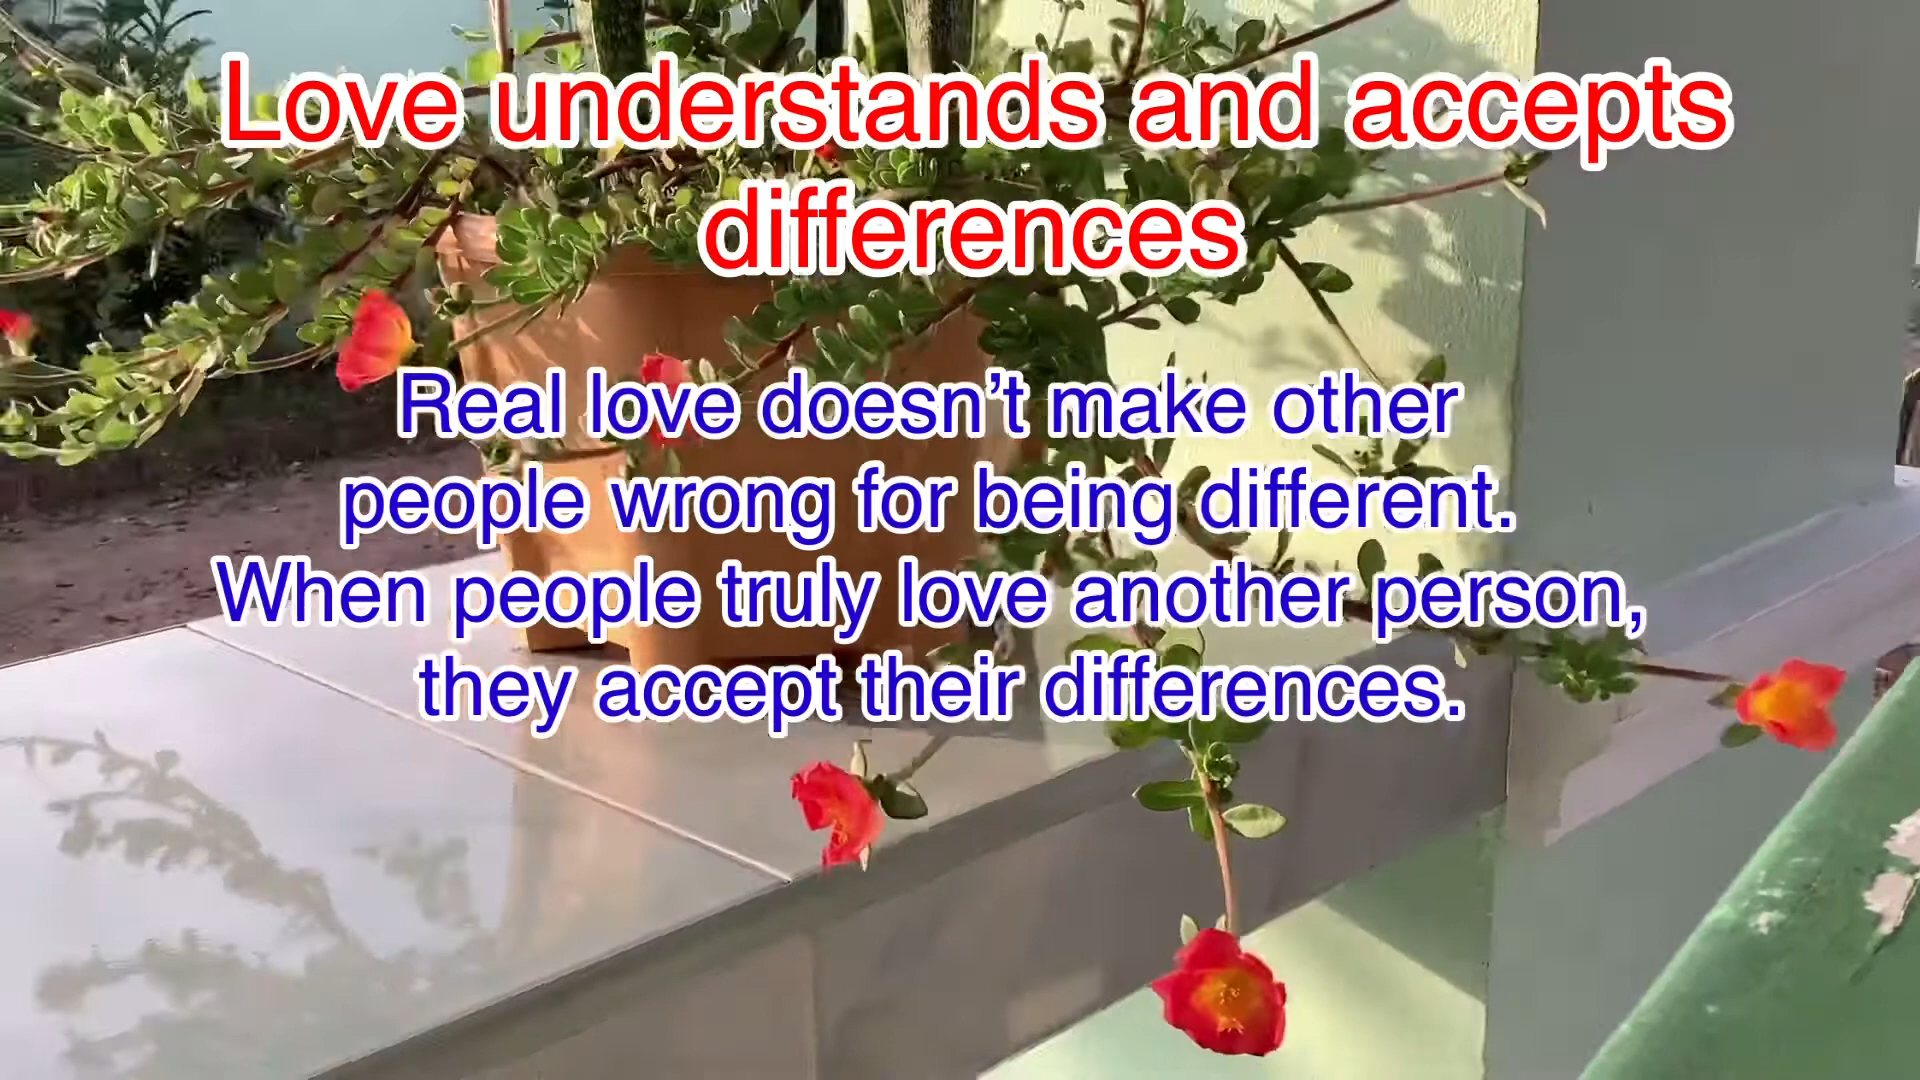 Love understands and accepts
differences
Real love doesn’t make other
people wrong for being different.
When people truly love another person,
they accept their differences.